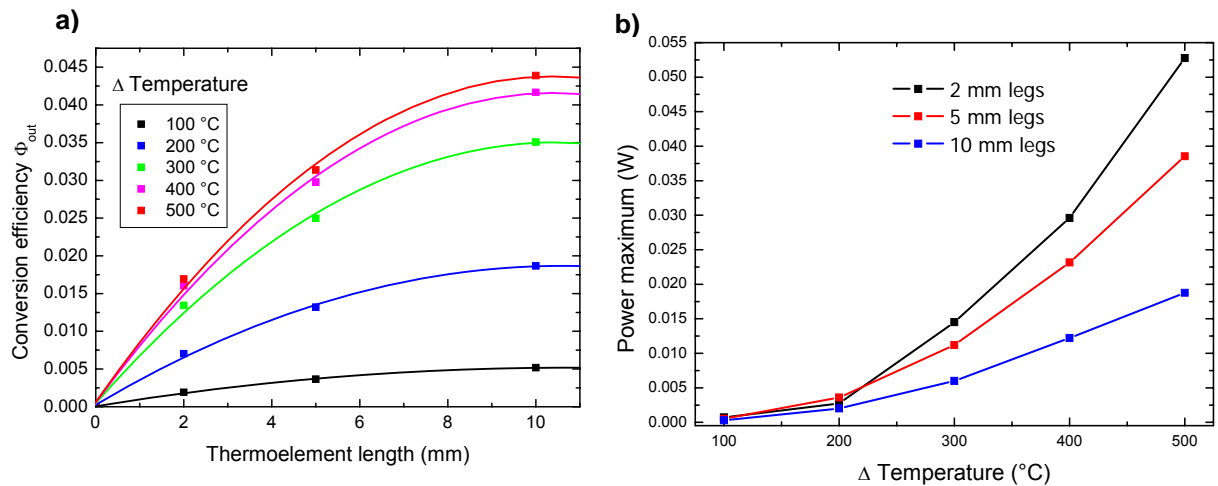 a)
0.045
0.040
0.035
0.030
0.025
0.020
0.015
0.010
0.005
0.000
Conversion efficiency Φout
Δ Temperature
100 °C
200 °C
300 °C
400 °C
500 °C
0 2 4 6 8 10
Thermoelement length (mm)
b)
0.055
0.050
0.045
0.040
0.035
0.030
0.025
0.020
0.015
0.010
0.005
0.000
Power maximum (W)
2 mm legs
5 mm legs
10 mm legs
100 200 300 400 500
Δ Temperature (°C)